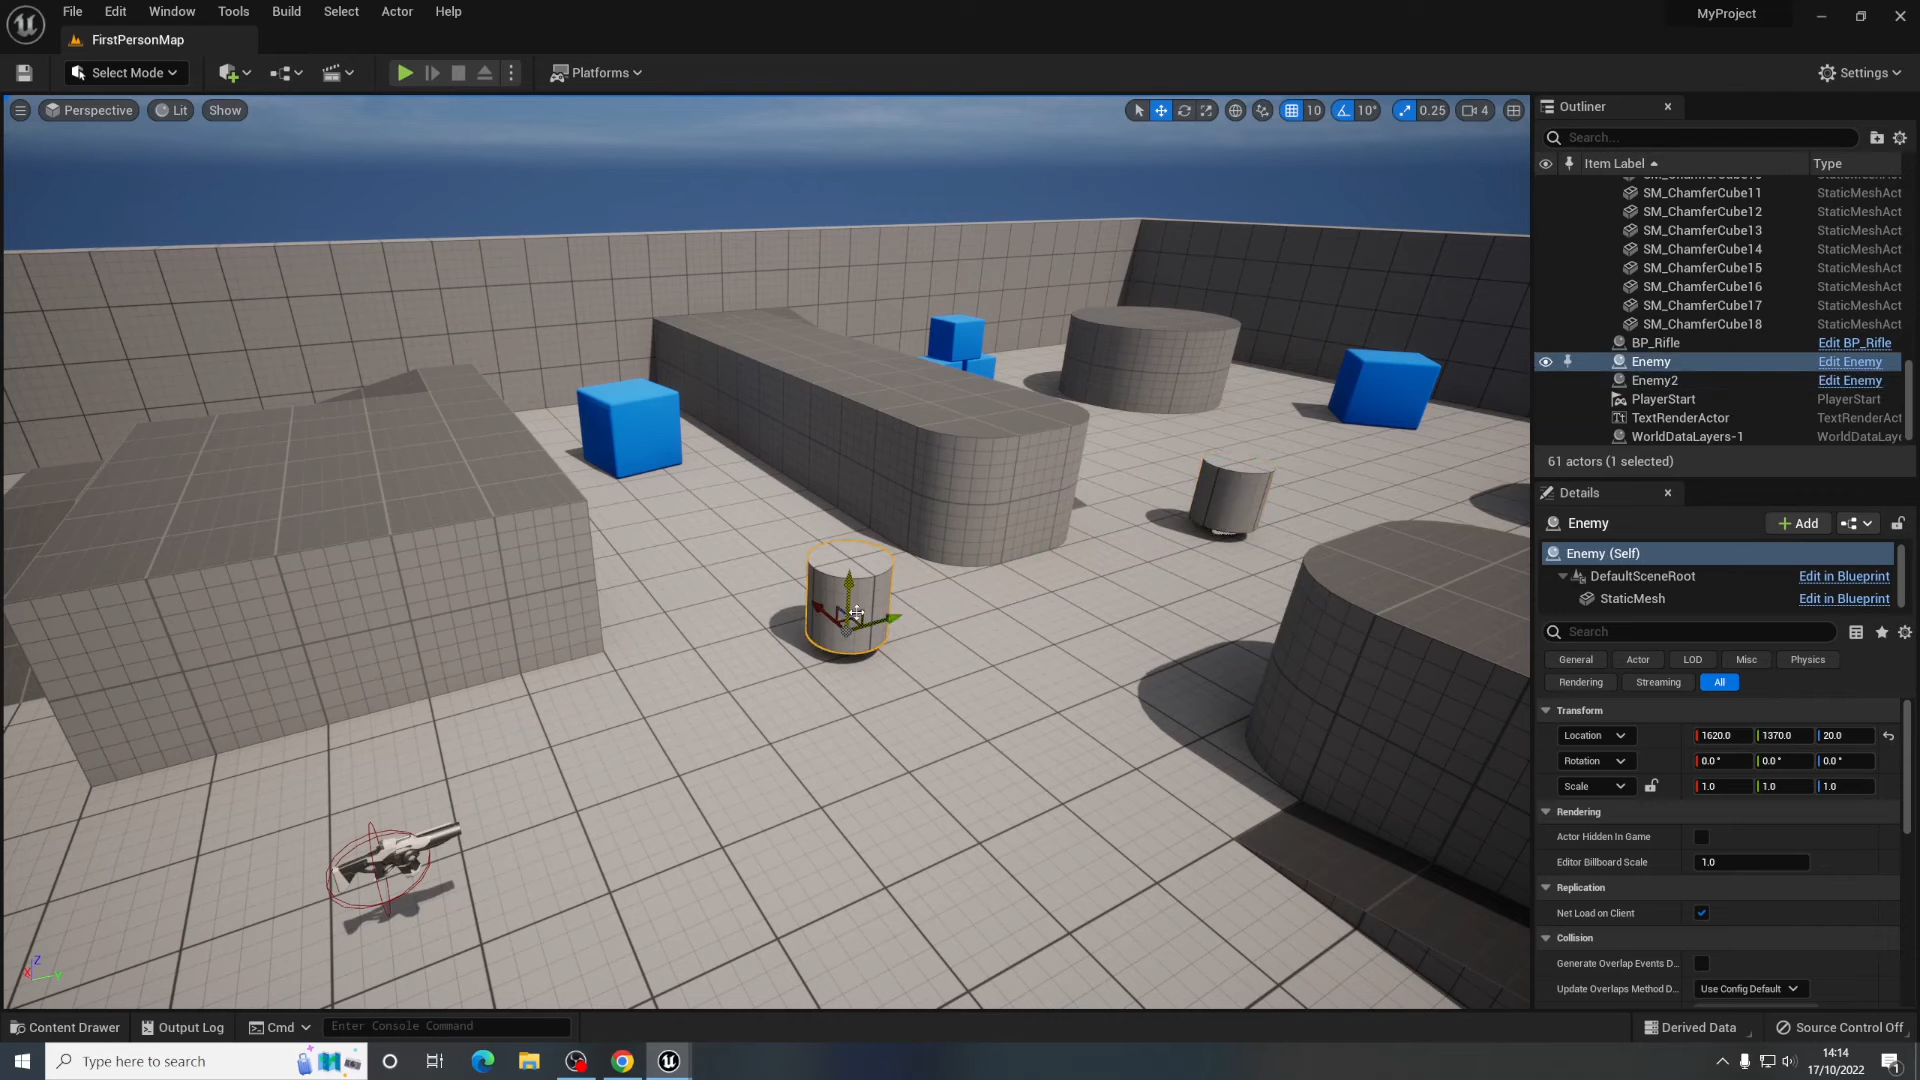 File Edit Window Tools Build Select Actor Help
MyProject
FirstPersonMap
Select Mode
Platforms
Settings
Perspective
Lit
Show
10
10°
0.25
4
Outliner
Search...
Item Label
Type
SM_ChamferCube11 StaticMeshAct
SM_ChamferCube12 StaticMeshAct
SM_ChamferCube13 StaticMeshAct
SM_ChamferCube14 StaticMeshAct
SM_ChamferCube15 StaticMeshAct
SM_ChamferCube16 StaticMeshAct
SM_ChamferCube17 StaticMeshAct
SM_ChamferCube18 StaticMeshAct
BP_Rifle Edit BP_Rifle
Enemy Edit Enemy
Enemy2 Edit Enemy
PlayerStart PlayerStart
TextRenderActor TextRenderAct
WorldDataLayers-1 WorldDataLaye
61 actors (1 selected)
Details
Enemy
Add
Enemy (Self)
DefaultSceneRoot Edit in Blueprint
StaticMesh Edit in Blueprint
Search
General Actor LOD Misc Physics
Rendering Streaming All
Transform
Location 1620.0 1370.0 20.0
Rotation 0.0° 0.0° 0.0°
Scale 1.0 1.0 1.0
Rendering
Actor Hidden In Game
Editor Billboard Scale 1.0
Replication
Net Load on Client
Collision
Generate Overlap Events D...
Update Overlaps Method D... Use Config Default
Z
X
Y
Content Drawer
Output Log
Cmd
Enter Console Command
Derived Data
Source Control Off
Type here to search
14:14
17/10/2022
1